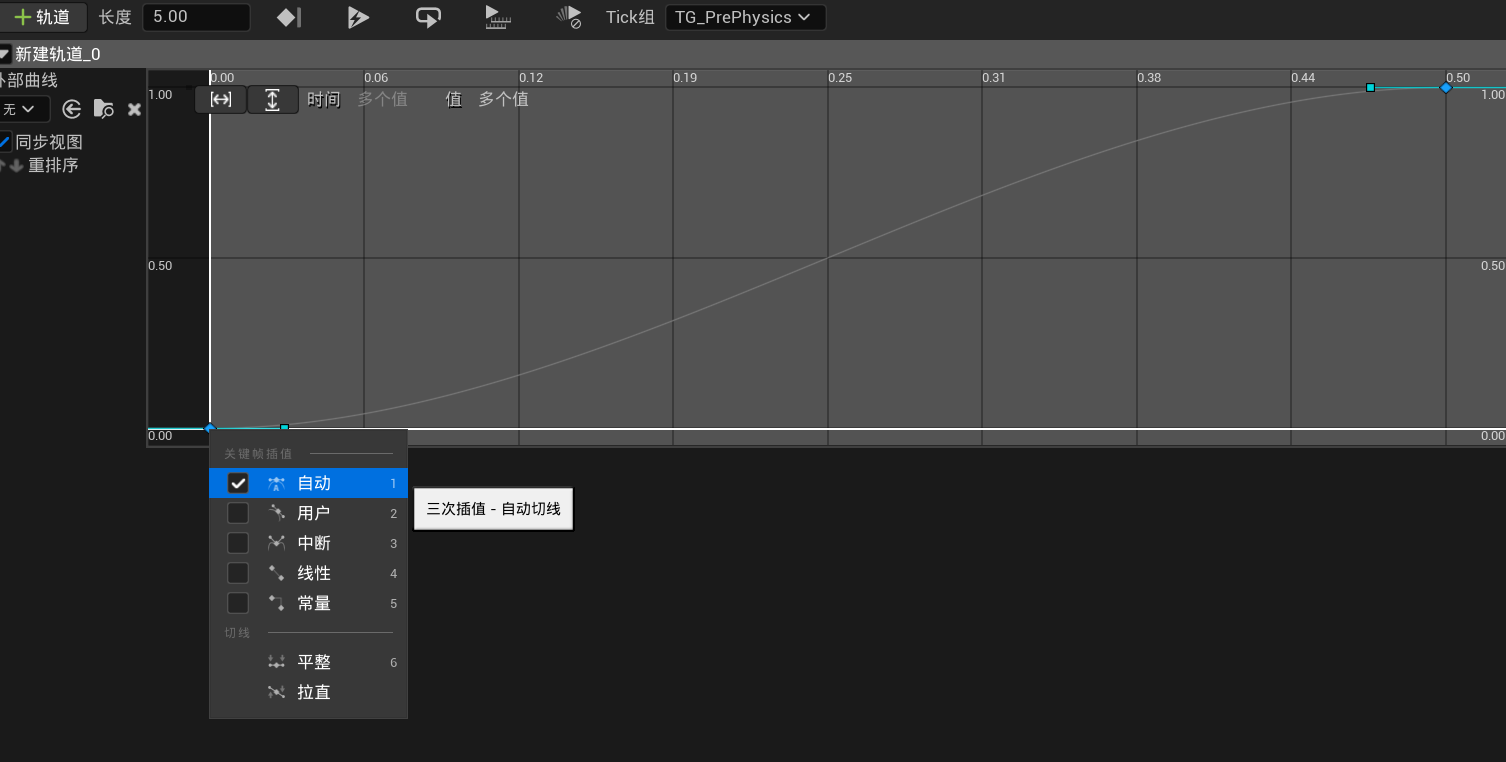 轨道 长度 5.00 Tick组 TG_PrePhysics
新建轨道_0
外部曲线
无
同步视图
重排序
0.00 0.06 0.12 0.19 0.25 0.31 0.38 0.44 0.50
1.00 1.00
时间 多个值 值 多个值
0.50 0.50
0.00 0.00
关键帧插值
自动 1
三次插值 - 自动切线
用户 2
中断 3
线性 4
常量 5
切线
平整 6
拉直